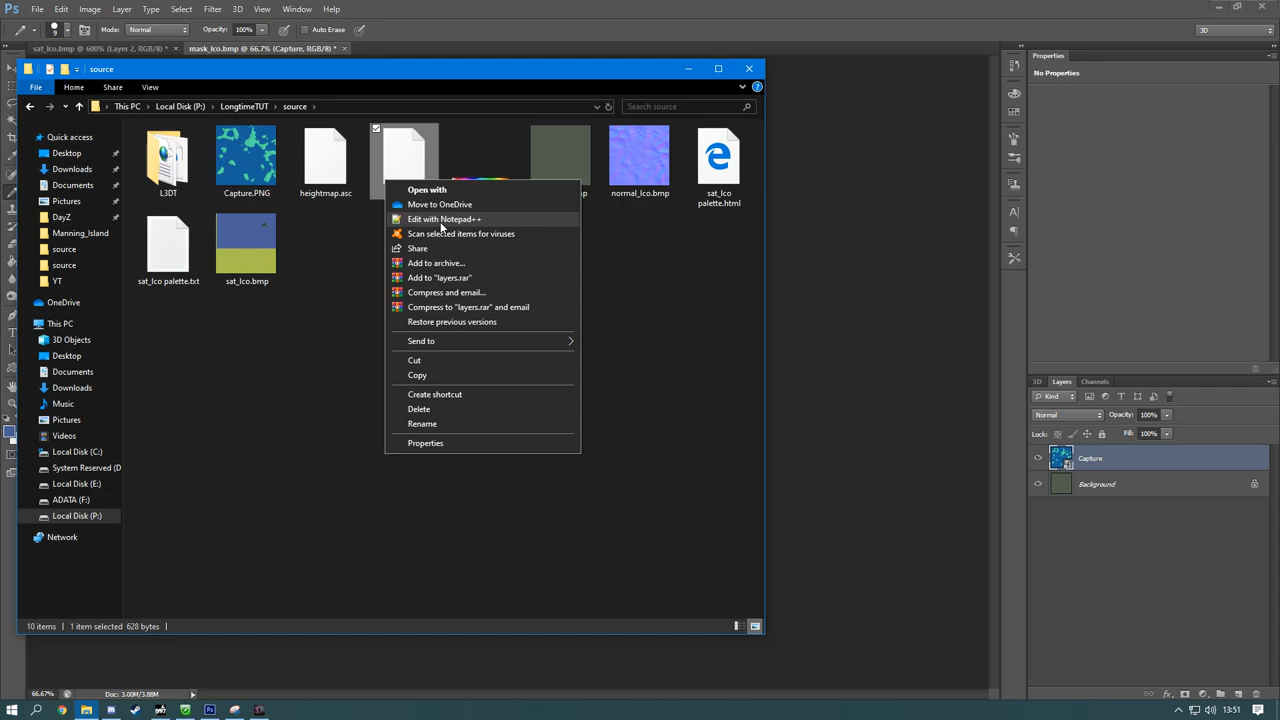 Ps File Edit Image Layer Type Select Filter 3D View Window Help
9 Mode: Normal Opacity: 100% Auto Erase 3D
sat_lco.bmp @ 600% (Layer 2, RGB/8) * × mask_lco.bmp @ 66.7% (Capture, RGB/8) * ×
source
File Home Share View
This PC > Local Disk (P:) > LongtimeTUT > source >
Search source
Quick access
Desktop
Downloads
Documents
Pictures
DayZ
Manning_Island
source
source
YT
OneDrive
This PC
3D Objects
Desktop
Documents
Downloads
Music
Pictures
Videos
Local Disk (C:)
System Reserved (D
Local Disk (E:)
ADATA (F:)
Local Disk (P:)
Network
L3DT
Capture.PNG
heightmap.asc
normal_lco.bmp
sat_lco
palette.html
sat_lco palette.txt
sat_lco.bmp
Open with
Move to OneDrive
Edit with Notepad++
Scan selected items for viruses
Share
Add to archive...
Add to "layers.rar"
Compress and email...
Compress to "layers.rar" and email
Restore previous versions
Send to
Cut
Copy
Create shortcut
Delete
Rename
Properties
10 items 1 item selected 628 bytes
Properties
No Properties
3D Layers Channels
Kind
Normal Opacity: 100%
Lock: Fill: 100%
Capture
Background
66.67% Doc: 3.00M/3.88M
13:51